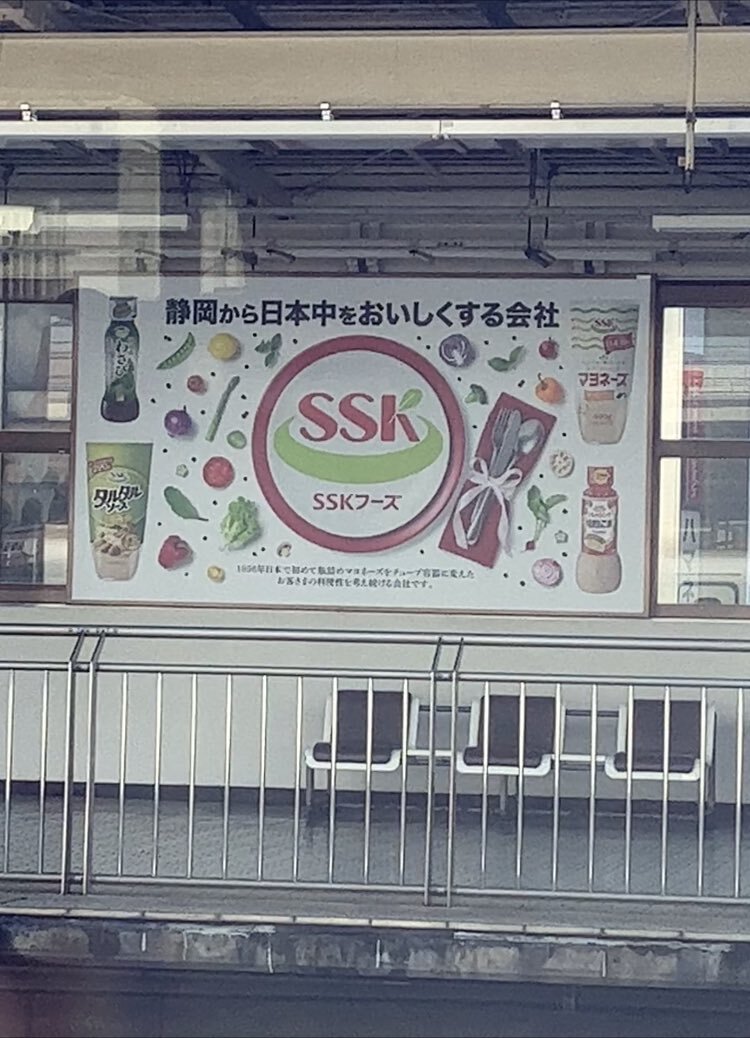 静岡から日本中をおいしくする会社
わさび
SSK
マヨネーズ
タルタル
ソース
SSK
SSKフーズ
1956年日本で初めて瓶詰めマヨネーズをチューブ容器に変えた
お客さまの利便性を考え続ける会社です。